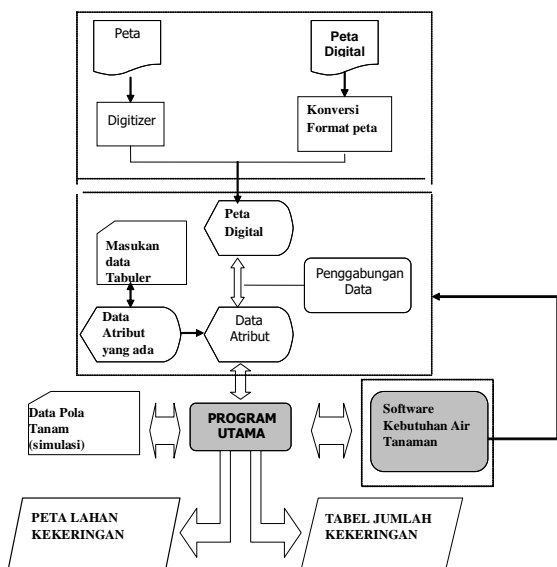 Peta
Peta
Digital
Digitizer
Konversi
Format peta
Peta
Digital
Masukan
data
Tabuler
Penggabungan
Data
Data
Atribut
yang ada
Data
Atribut
Data Pola
Tanam
(simulasi)
PROGRAM
UTAMA
Software
Kebutuhan Air
Tanaman
PETA LAHAN
KEKERINGAN
TABEL JUMLAH
KEKERINGAN